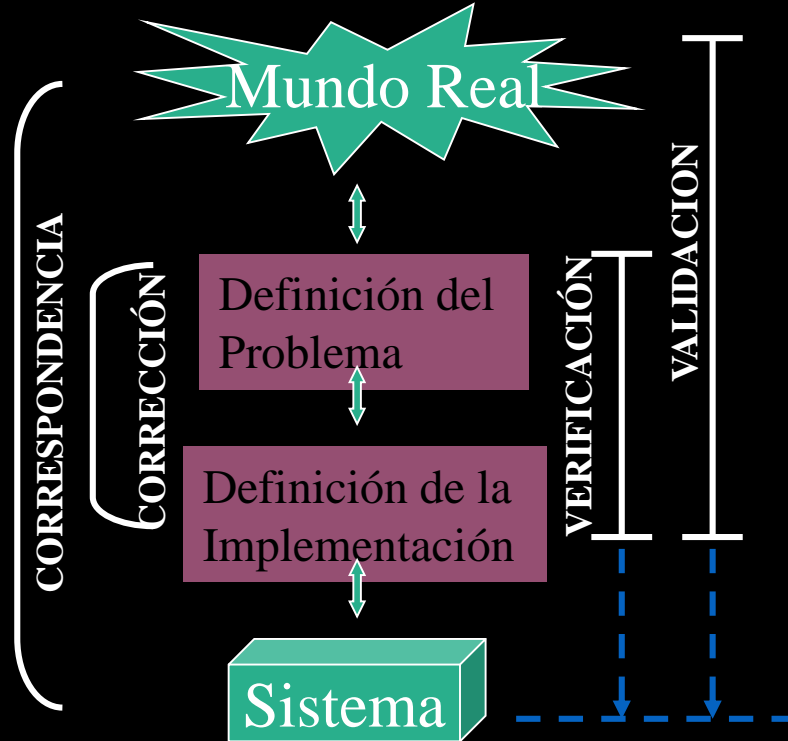 Mundo Real
CORRESPONDENCIA
CORRECCIÓN
Definición del
Problema
Definición de la
Implementación
VERIFICACIÓN
VALIDACION
Sistema